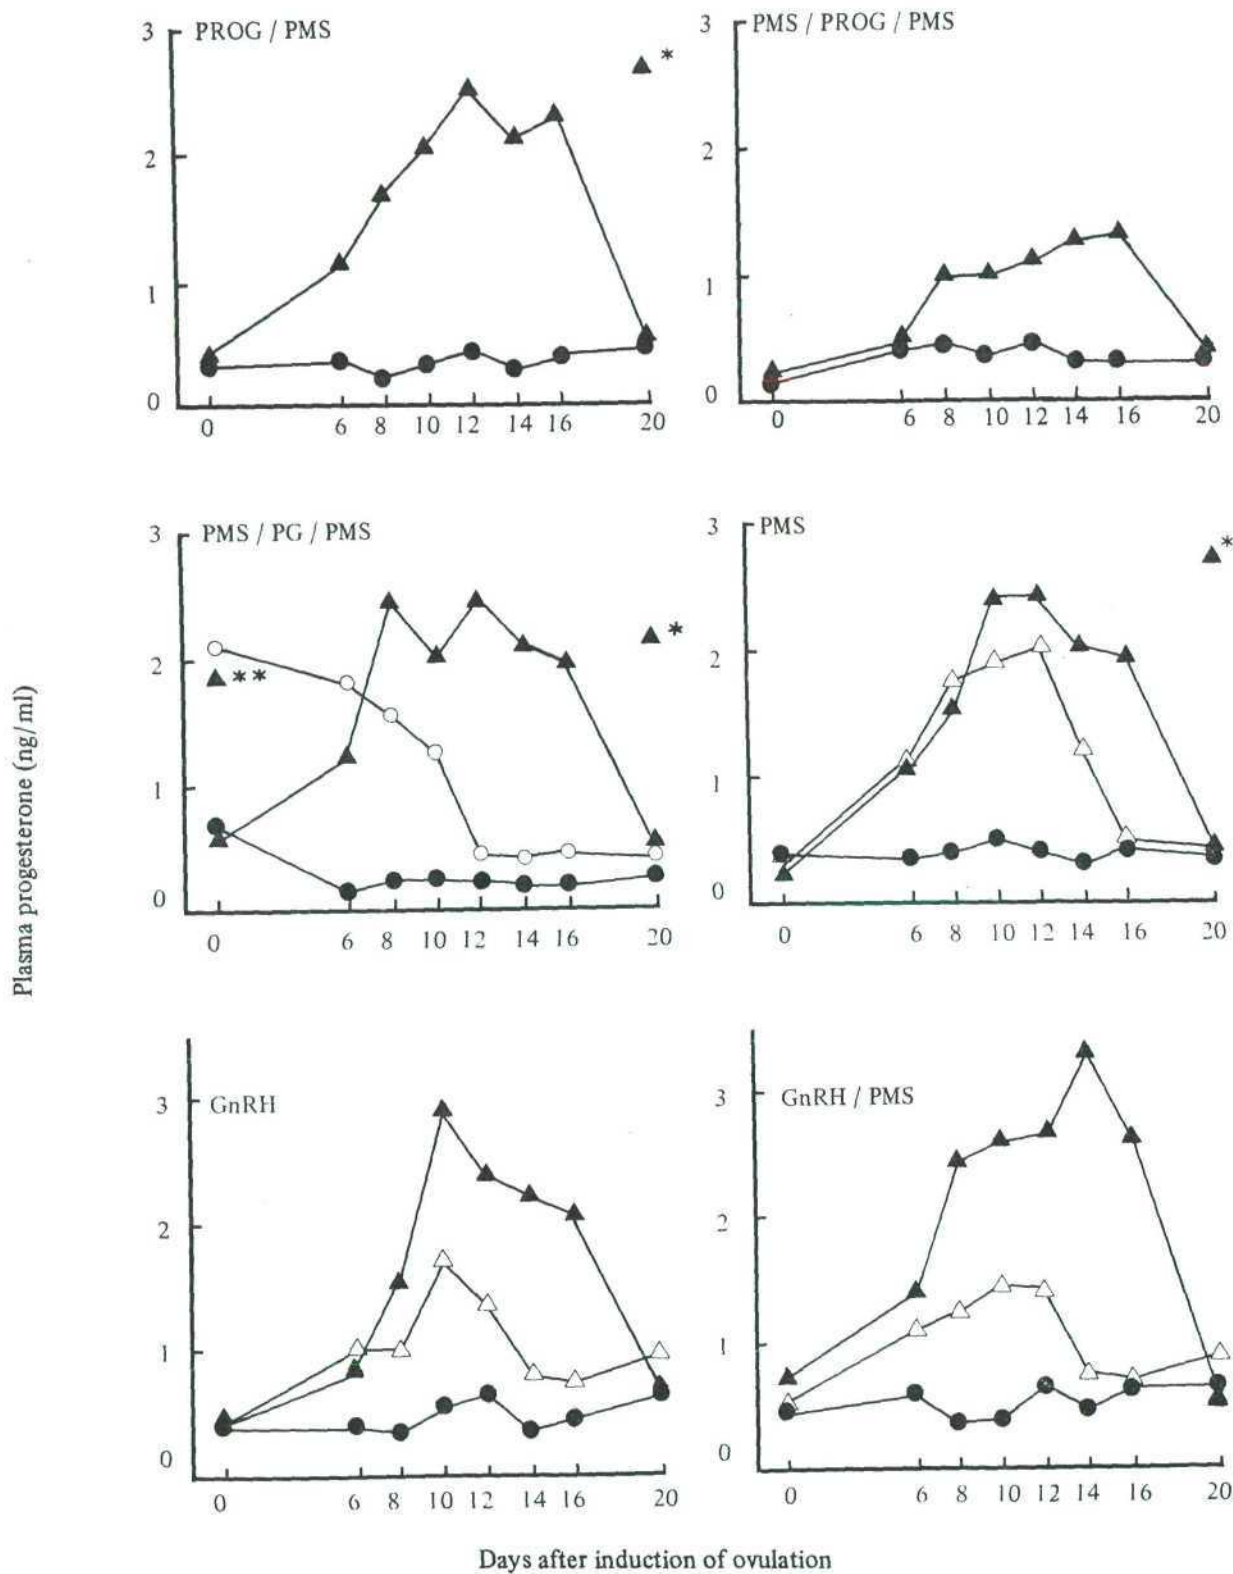 PROG / PMS
3
2
1
0
*
0 6 8 10 12 14 16 20
PMS / PROG / PMS
3
2
1
0
0 6 8 10 12 14 16 20
PMS / PG / PMS
3
2
1
0
**
*
0 6 8 10 12 14 16 20
PMS
3
2
1
0
*
0 6 8 10 12 14 16 20
GnRH
3
2
1
0
0 6 8 10 12 14 16 20
GnRH / PMS
3
2
1
0
0 6 8 10 12 14 16 20
Plasma progesterone (ng/ml)
Days after induction of ovulation